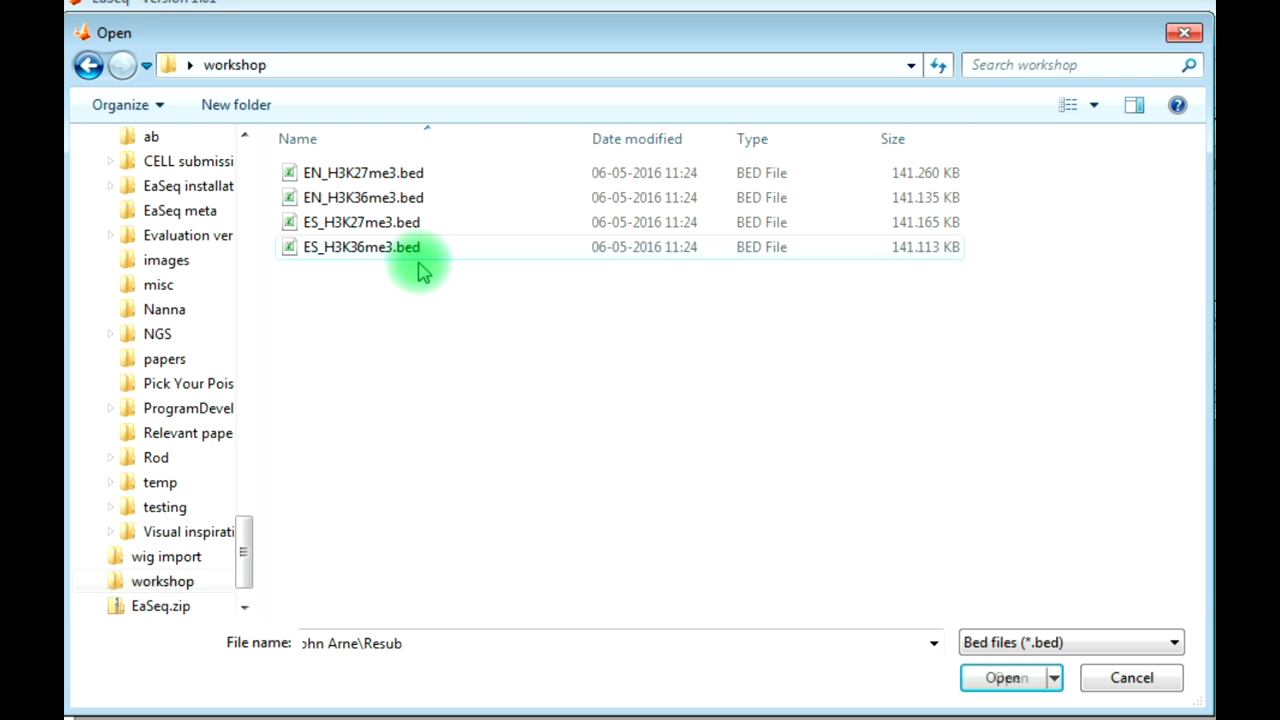 EaSeq - Version 1.01
Open
workshop
Search workshop
Organize
New folder
Name Date modified Type Size
EN_H3K27me3.bed 06-05-2016 11:24 BED File 141.260 KB
EN_H3K36me3.bed 06-05-2016 11:24 BED File 141.135 KB
ES_H3K27me3.bed 06-05-2016 11:24 BED File 141.165 KB
ES_H3K36me3.bed 06-05-2016 11:24 BED File 141.113 KB
ab
CELL submissi
EaSeq installat
EaSeq meta
Evaluation ver
images
misc
Nanna
NGS
papers
Pick Your Pois
ProgramDevel
Relevant pape
Rod
temp
testing
Visual inspirati
wig import
workshop
EaSeq.zip
File name: ohn Arne\Resub
Bed files (*.bed)
Open
Cancel